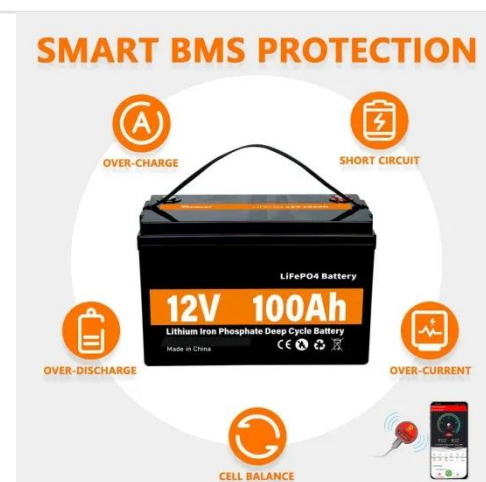 SMART BMS PROTECTION
OVER-CHARGE
SHORT CIRCUIT
LiFePO4 Battery
12V 100Ah
Lithium Iron Phosphate Deep Cycle Battery
Made in China
CE
OVER-DISCHARGE
OVER-CURRENT
CELL BALANCE